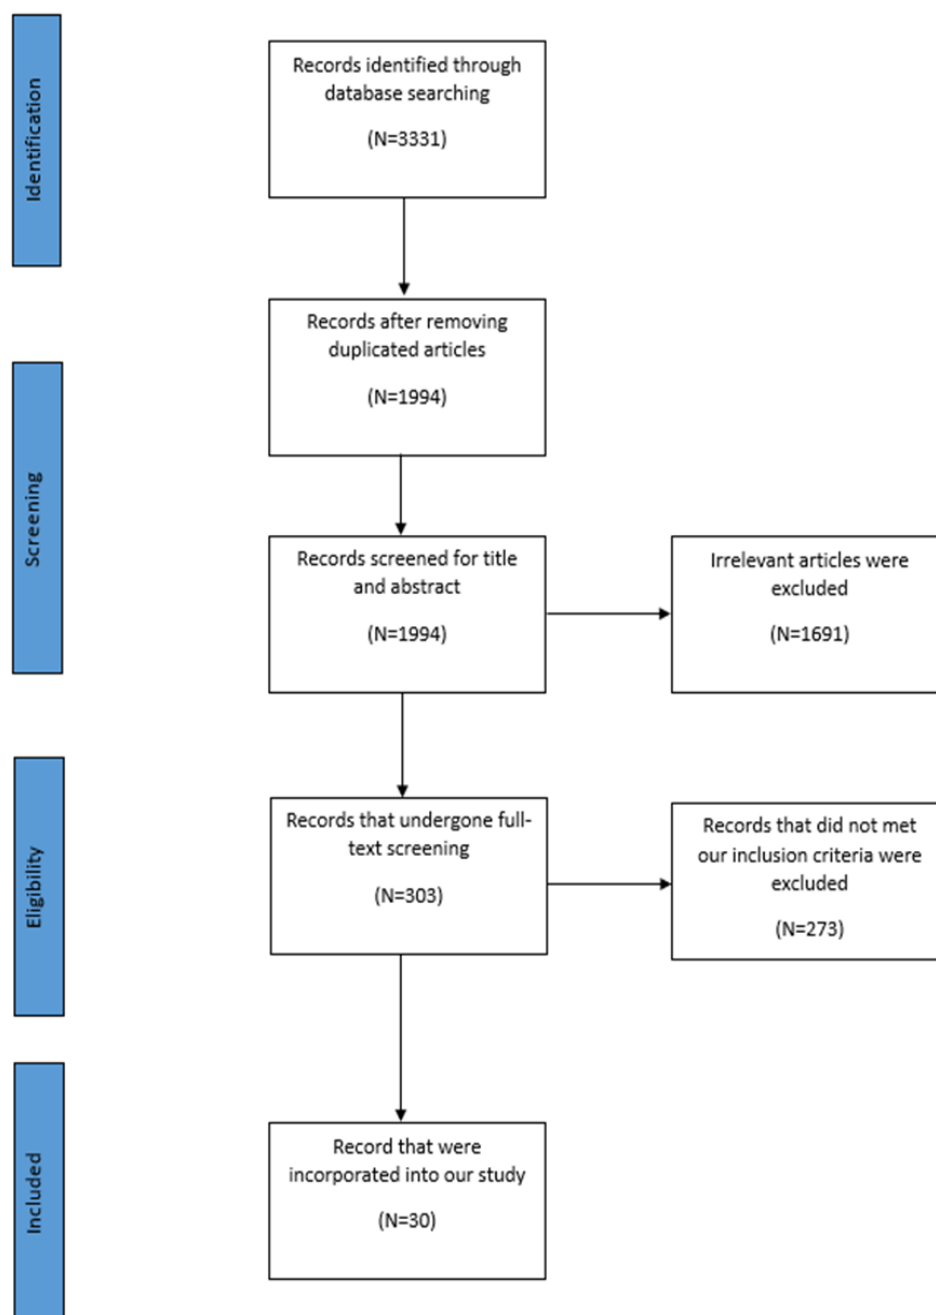 Identification
Records identified through
database searching
(N=3331)
Records after removing
duplicated articles
(N=1994)
Screening
Records screened for title
and abstract
(N=1994)
Irrelevant articles were
excluded
(N=1691)
Eligibility
Records that undergone full-
text screening
(N=303)
Records that did not met
our inclusion criteria were
excluded
(N=273)
Included
Record that were
incorporated into our study
(N=30)